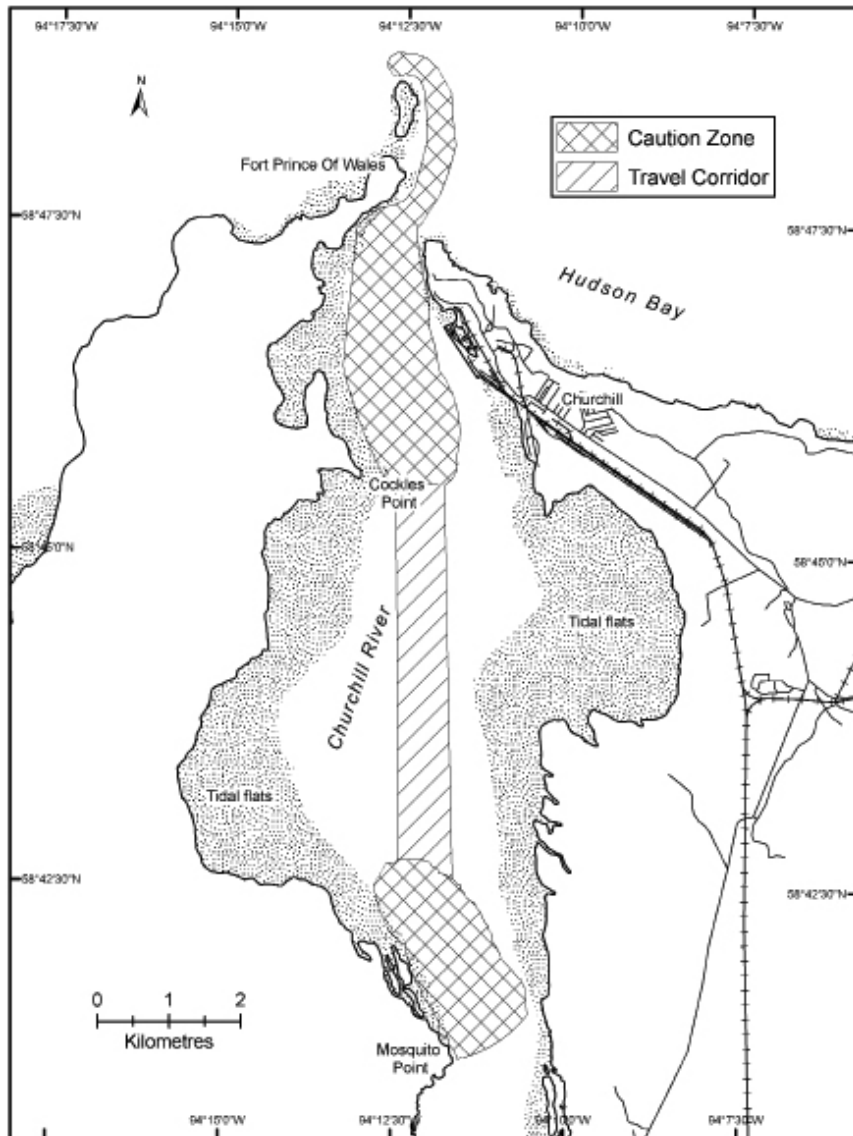 94°17'30"W
94°15'0"W
94°12'30"W
94°10'0"W
94°7'30"W
N
Caution Zone
Travel Corridor
Fort Prince Of Wales
58°47'30"N
58°47'30"N
Hudson Bay
Churchill
Cockles
Point
58°45'0"N
58°45'0"N
Churchill River
Tidal flats
Tidal flats
58°42'30"N
58°42'30"N
0 1 2
Kilometres
Mosquito
Point
94°15'0"W
94°12'30"W
94°7'30"W